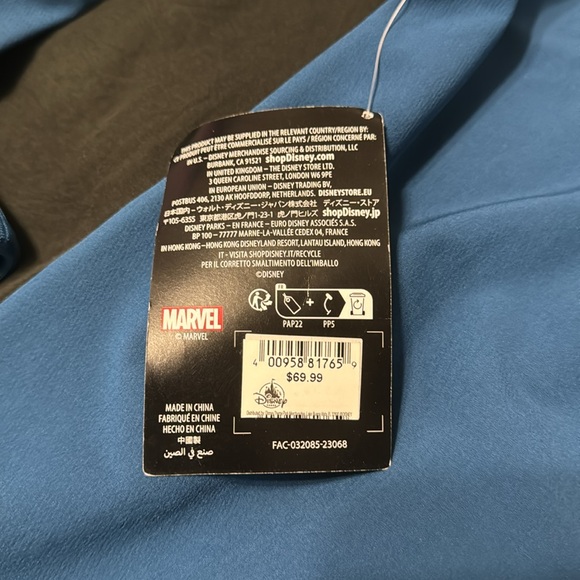 THIS PRODUCT MAY BE SUPPLIED IN THE RELEVANT COUNTRY/REGION BY:
CE PRODUIT PEUT ÊTRE COMMERCIALISÉ SUR LE PAYS / RÉGION CONCERNÉ PAR:
IN U.S. - DISNEY MERCHANDISE SOURCING & DISTRIBUTION, LLC
BURBANK, CA 91521 shopDisney.com
IN UNITED KINGDOM - THE DISNEY STORE LTD.
3 QUEEN CAROLINE STREET, LONDON W6 9PE
IN EUROPEAN UNION - DISNEY TRADING BV,
POSTBUS 406, 2130 AK HOOFDDORP, NETHERLANDS. DISNEYSTORE.EU
日本国内 - ウォルト・ディズニー・ジャパン株式会社 ディズニーストア
〒105-6355 東京都港区虎ノ門1-23-1 虎ノ門ヒルズ shopDisney.jp
DISNEY PARKS - EN FRANCE - EURO DISNEY ASSOCIÉS S.A.S
BP 100 – 77777 MARNE-LA-VALLÉE CEDEX 04, FRANCE
IN HONG KONG - HONG KONG DISNEYLAND RESORT, LANTAU ISLAND, HONG KONG
IT - VISITA SHOPDISNEY.IT/RECYCLE
PER IL CORRETTO SMALTIMENTO DELL'IMBALLO
©DISNEY
MARVEL
© MARVEL
PAP22 + PP5
4 00958 81765 9
$69.99
Disney
MADE IN CHINA
FABRIQUÉ EN CHINE
HECHO EN CHINA
中國製
صنع في الصين
FAC-032085-23068